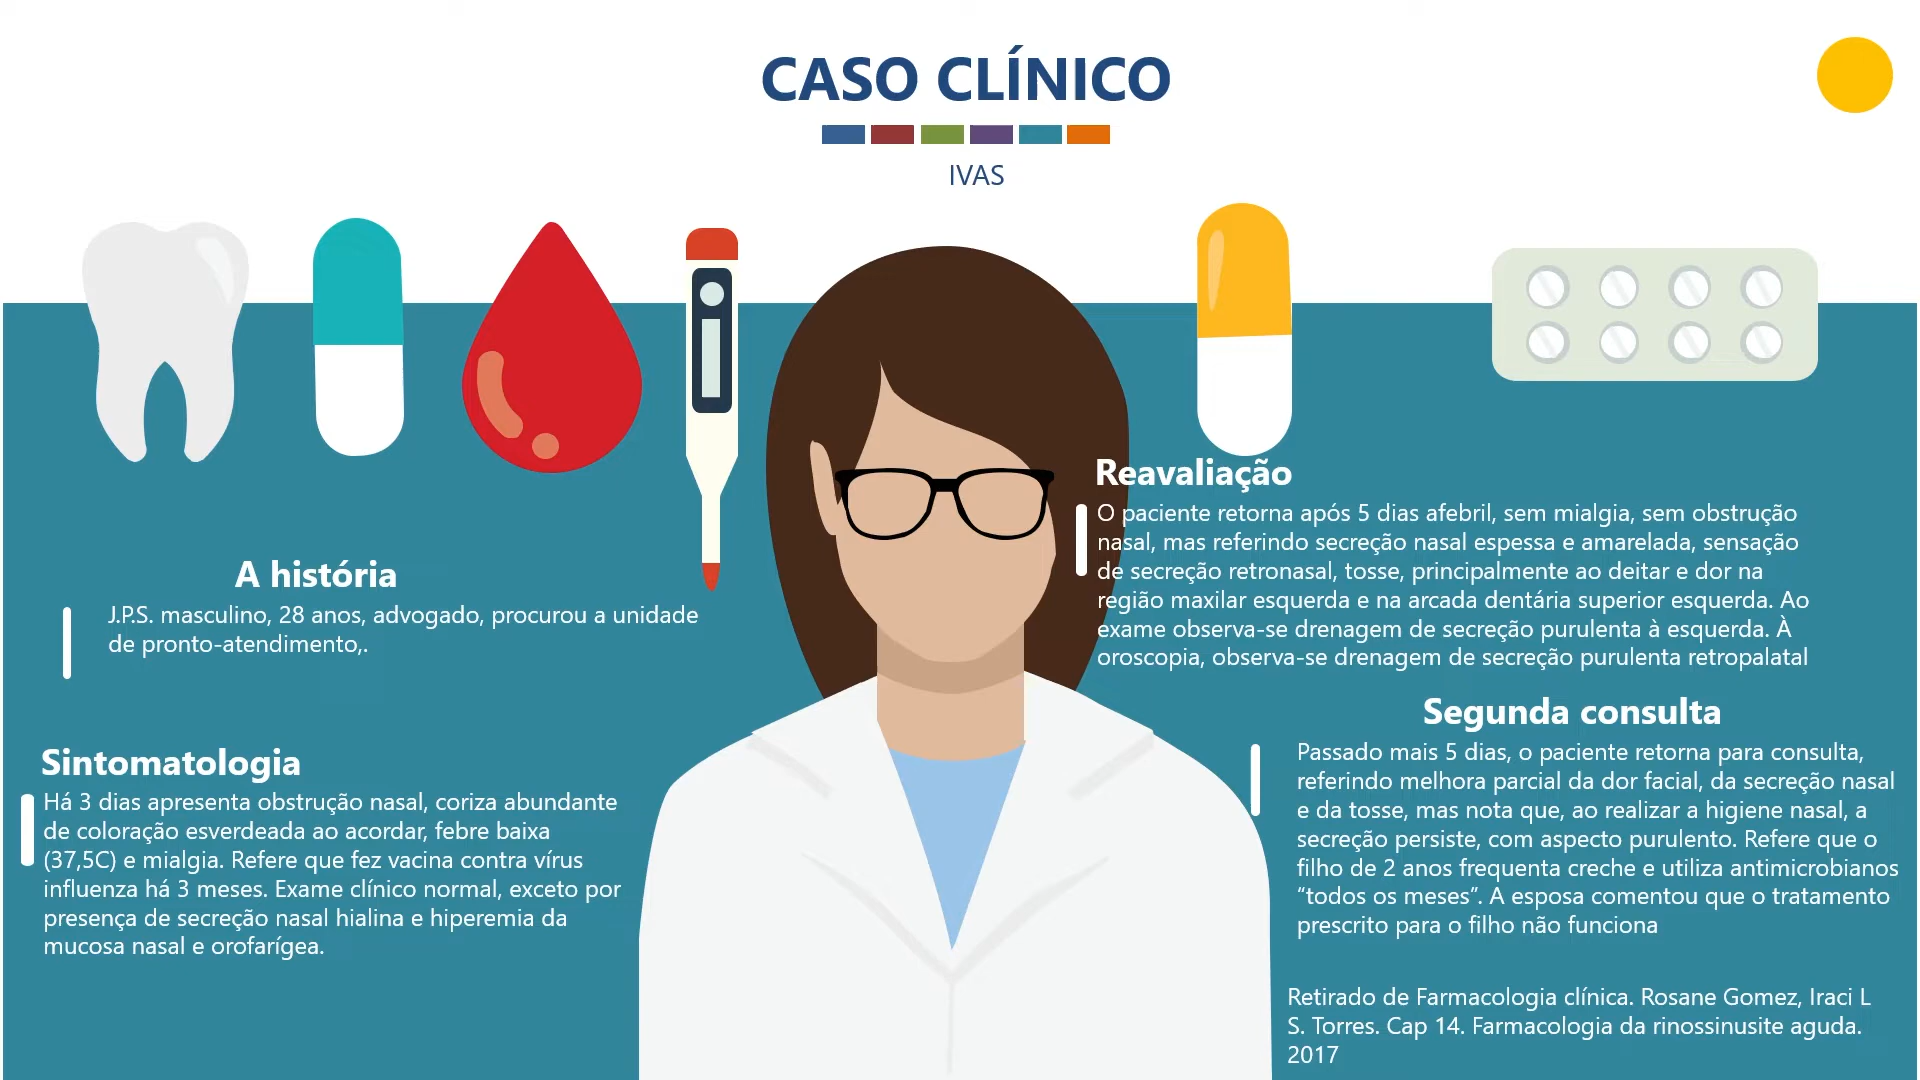 CASO CLÍNICO
IVAS
A história
J.P.S. masculino, 28 anos, advogado, procurou a unidade
de pronto-atendimento,.
Sintomatologia
Há 3 dias apresenta obstrução nasal, coriza abundante
de coloração esverdeada ao acordar, febre baixa
(37,5C) e mialgia. Refere que fez vacina contra vírus
influenza há 3 meses. Exame clínico normal, exceto por
presença de secreção nasal hialina e hiperemia da
mucosa nasal e orofarígea.
Reavaliação
O paciente retorna após 5 dias afebril, sem mialgia, sem obstrução
nasal, mas referindo secreção nasal espessa e amarelada, sensação
de secreção retronasal, tosse, principalmente ao deitar e dor na
região maxilar esquerda e na arcada dentária superior esquerda. Ao
exame observa-se drenagem de secreção purulenta à esquerda. À
oroscopia, observa-se drenagem de secreção purulenta retropalatal
Segunda consulta
Passado mais 5 dias, o paciente retorna para consulta,
referindo melhora parcial da dor facial, da secreção nasal
e da tosse, mas nota que, ao realizar a higiene nasal, a
secreção persiste, com aspecto purulento. Refere que o
filho de 2 anos frequenta creche e utiliza antimicrobianos
“todos os meses”. A esposa comentou que o tratamento
prescrito para o filho não funciona
Retirado de Farmacologia clínica. Rosane Gomez, Iraci L
S. Torres. Cap 14. Farmacologia da rinossinusite aguda.
2017